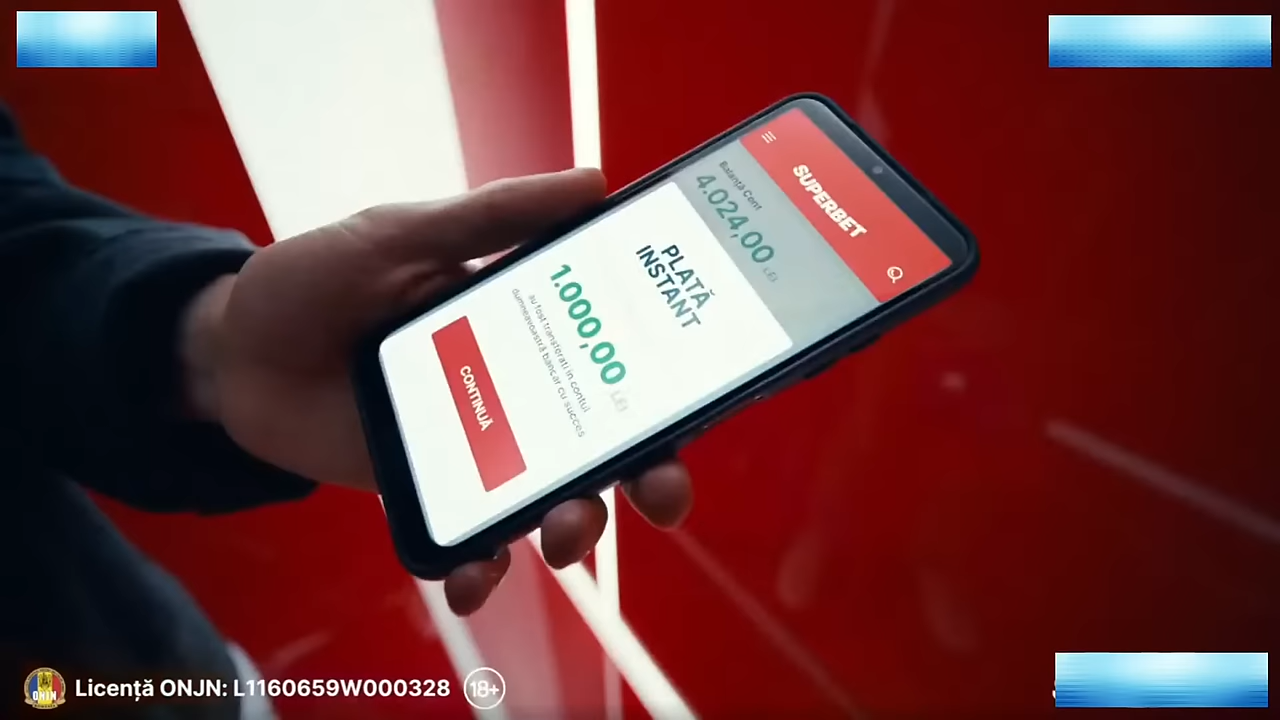 SUPERBET
Balanță Cont
4.024,00 LEI
PLATĂ
INSTANT
1.000,00 LEI
au fost transferați în contul
dumneavoastră bancar cu succes
CONTINUĂ
ONJN
Licență ONJN: L1160659W000328
18+